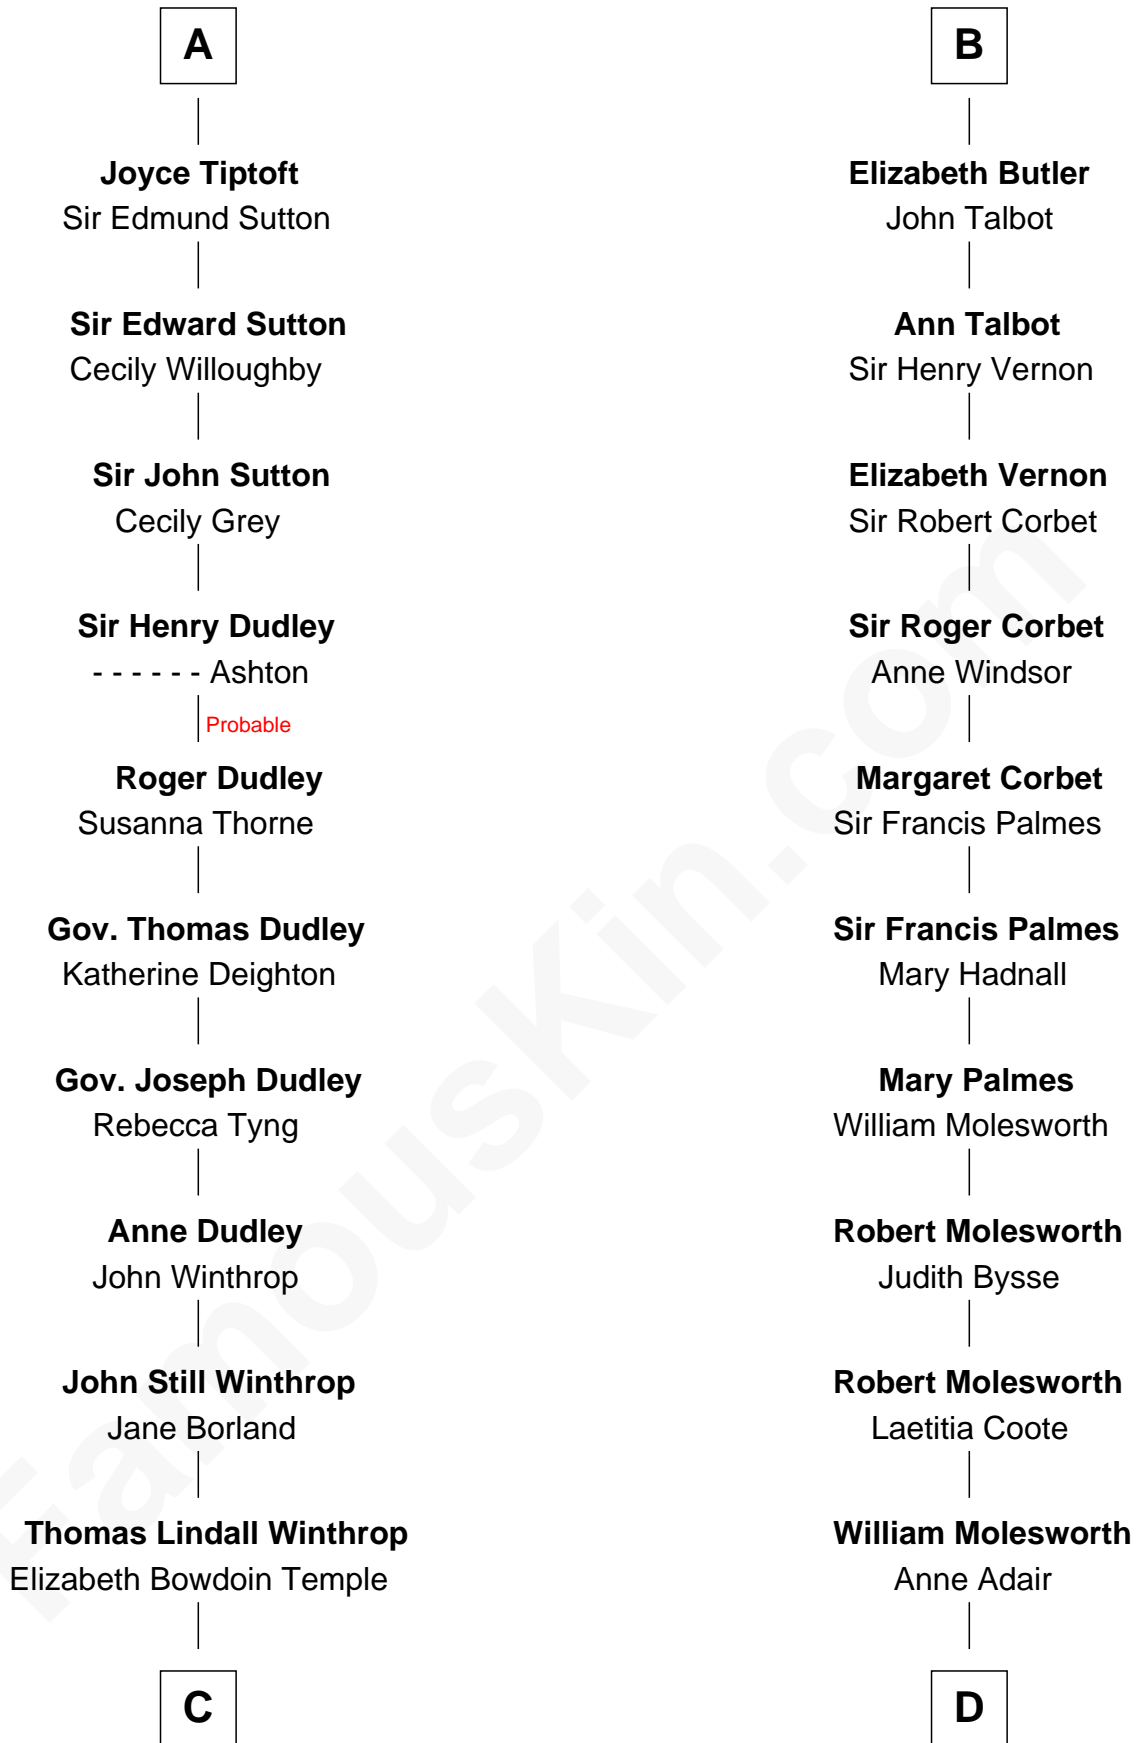 A
Joyce Tiptoft
Sir Edmund Sutton
Sir Edward Sutton
Cecily Willoughby
Sir John Sutton
Cecily Grey
Sir Henry Dudley
- - - - - - Ashton
Probable
Roger Dudley
Susanna Thorne
Gov. Thomas Dudley
Katherine Deighton
Gov. Joseph Dudley
Rebecca Tyng
Anne Dudley
John Winthrop
John Still Winthrop
Jane Borland
Thomas Lindall Winthrop
Elizabeth Bowdoin Temple
C
B
Elizabeth Butler
John Talbot
Ann Talbot
Sir Henry Vernon
Elizabeth Vernon
Sir Robert Corbet
Sir Roger Corbet
Anne Windsor
Margaret Corbet
Sir Francis Palmes
Sir Francis Palmes
Mary Hadnall
Mary Palmes
William Molesworth
Robert Molesworth
Judith Bysse
Robert Molesworth
Laetitia Coote
William Molesworth
Anne Adair
D
FamousKin.com